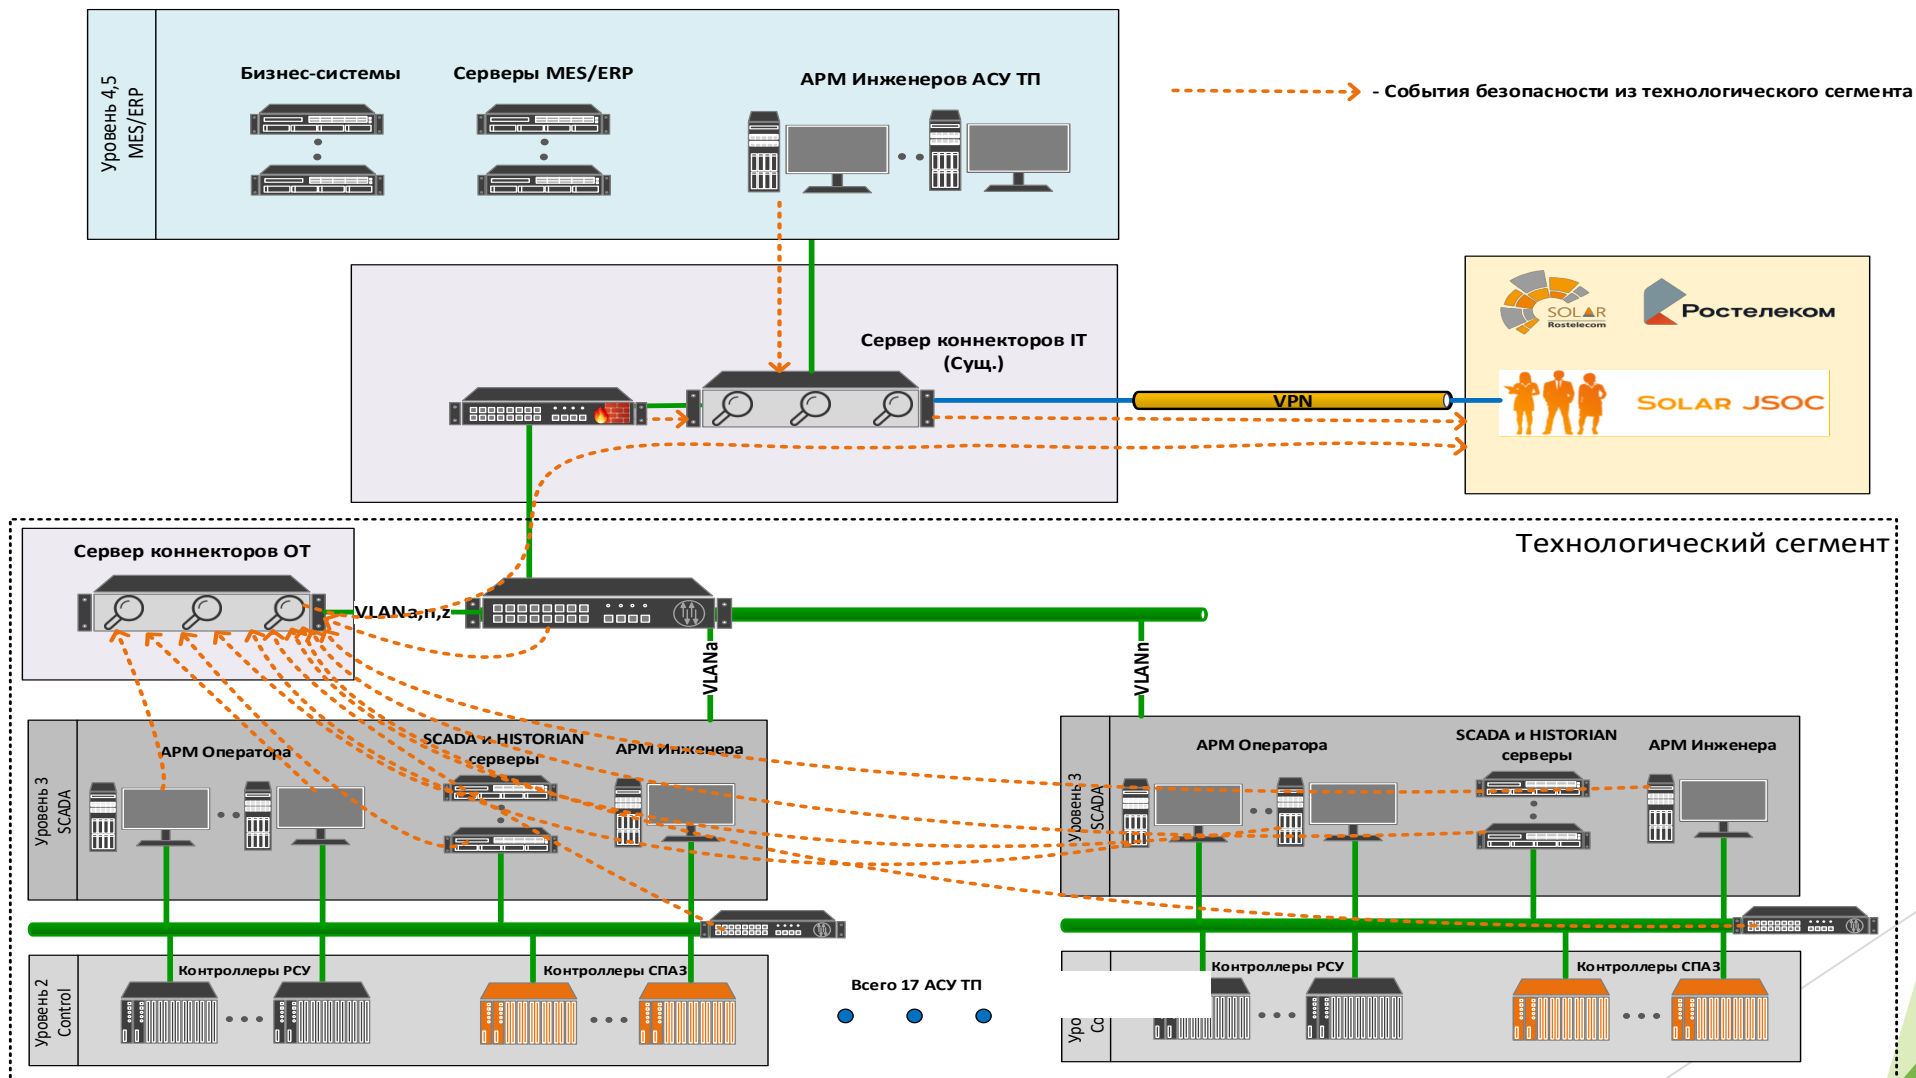 Уровень 4,5
MES/ERP
Бизнес-системы
Серверы MES/ERP
АРМ Инженеров АСУ ТП
- События безопасности из технологического сегмента
Сервер коннекторов IT
(Сущ.)
VPN
SOLAR
Rostelecom
Ростелеком
SOLAR JSOC
Технологический сегмент
Сервер коннекторов ОТ
VLANa,n,z
VLANa
VLANn
Уровень 3
SCADA
АРМ Оператора
SCADA и HISTORIAN
серверы
АРМ Инженера
Уровень 3
SCADA
АРМ Оператора
SCADA и HISTORIAN
серверы
АРМ Инженера
Уровень 2
Control
Контроллеры РСУ
Контроллеры СПАЗ
Всего 17 АСУ ТП
Уро
Co
Контроллеры РСУ
Контроллеры СПАЗ